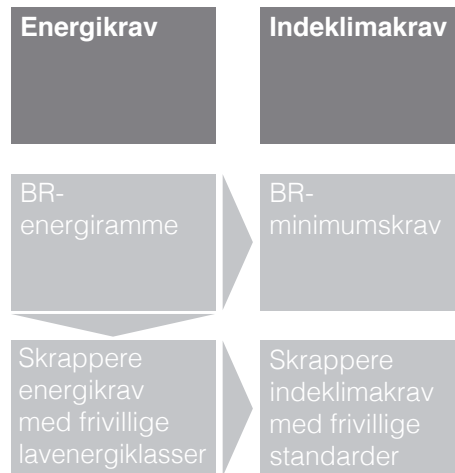 Energikrav
Indeklimakrav
BR-
energiramme
BR-
minimumskrav
Skrappere
energikrav
med frivillige
lavenergiklasser
Skrappere
indeklimakrav
med frivillige
standarder